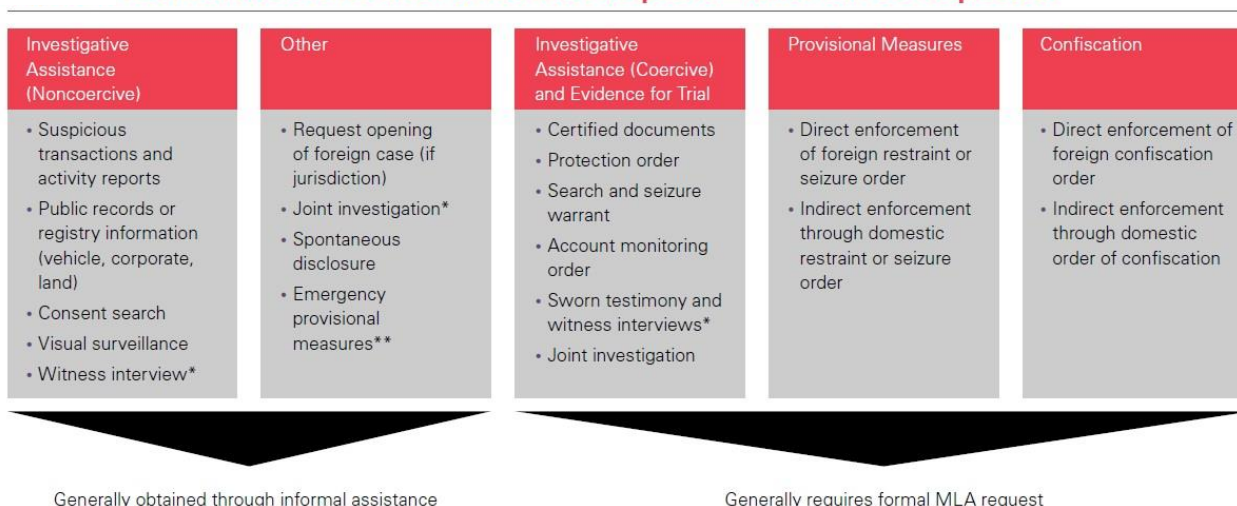 Investigative
Assistance
(Noncoercive)
• Suspicious
transactions and
activity reports
• Public records or
registry information
(vehicle, corporate,
land)
• Consent search
• Visual surveillance
• Witness interview*
Other
• Request opening
of foreign case (if
jurisdiction)
• Joint investigation*
• Spontaneous
disclosure
• Emergency
provisional
measures**
Investigative
Assistance (Coercive)
and Evidence for Trial
• Certified documents
• Protection order
• Search and seizure
warrant
• Account monitoring
order
• Sworn testimony and
witness interviews*
• Joint investigation
Provisional Measures
• Direct enforcement
of foreign restraint or
seizure order
• Indirect enforcement
through domestic
restraint or seizure
order
Confiscation
• Direct enforcement of
foreign confiscation
order
• Indirect enforcement
through domestic
order of confiscation
Generally obtained through informal assistance
Generally requires formal MLA request